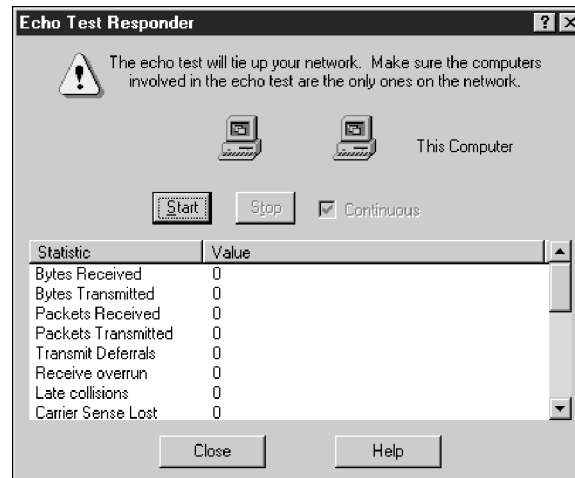 Echo Test Responder
The echo test will tie up your network. Make sure the computers
involved in the echo test are the only ones on the network.
This Computer
Start Stop Continuous
Statistic Value
Bytes Received 0
Bytes Transmitted 0
Packets Received 0
Packets Transmitted 0
Transmit Deferrals 0
Receive overrun 0
Late collisions 0
Carrier Sense Lost 0
Close Help